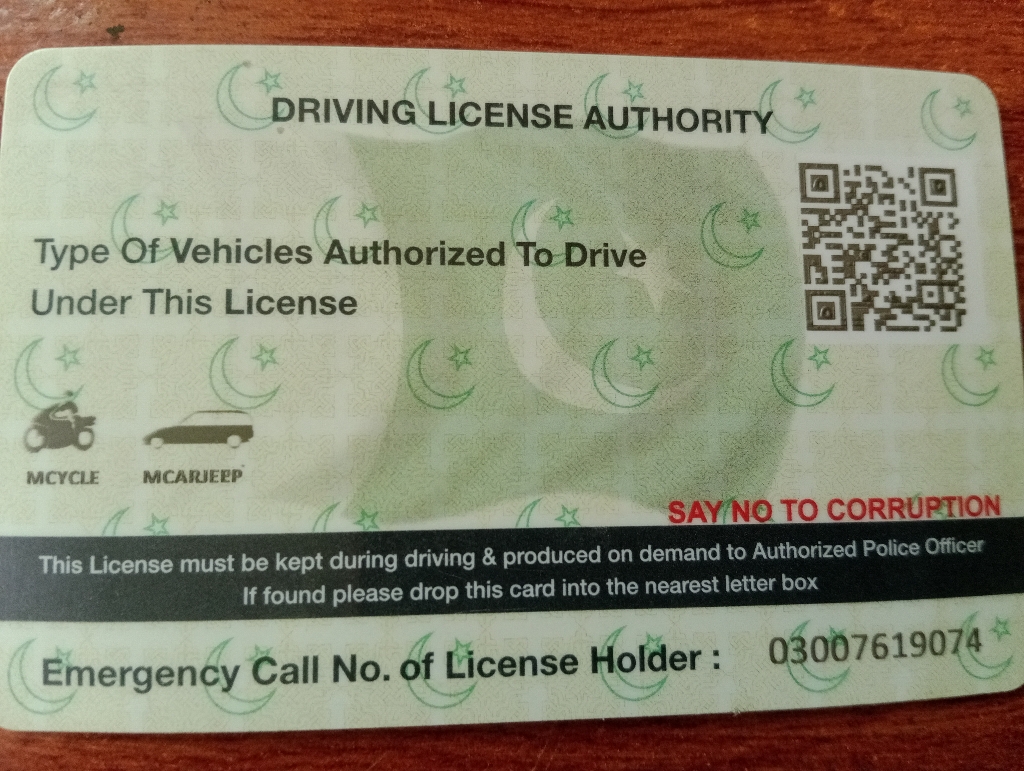 DRIVING LICENSE AUTHORITY
Type Of Vehicles Authorized To Drive
Under This License
MCYCLE MCARJEEP
SAY NO TO CORRUPTION
This License must be kept during driving & produced on demand to Authorized Police Officer
If found please drop this card into the nearest letter box
Emergency Call No. of License Holder : 03007619074